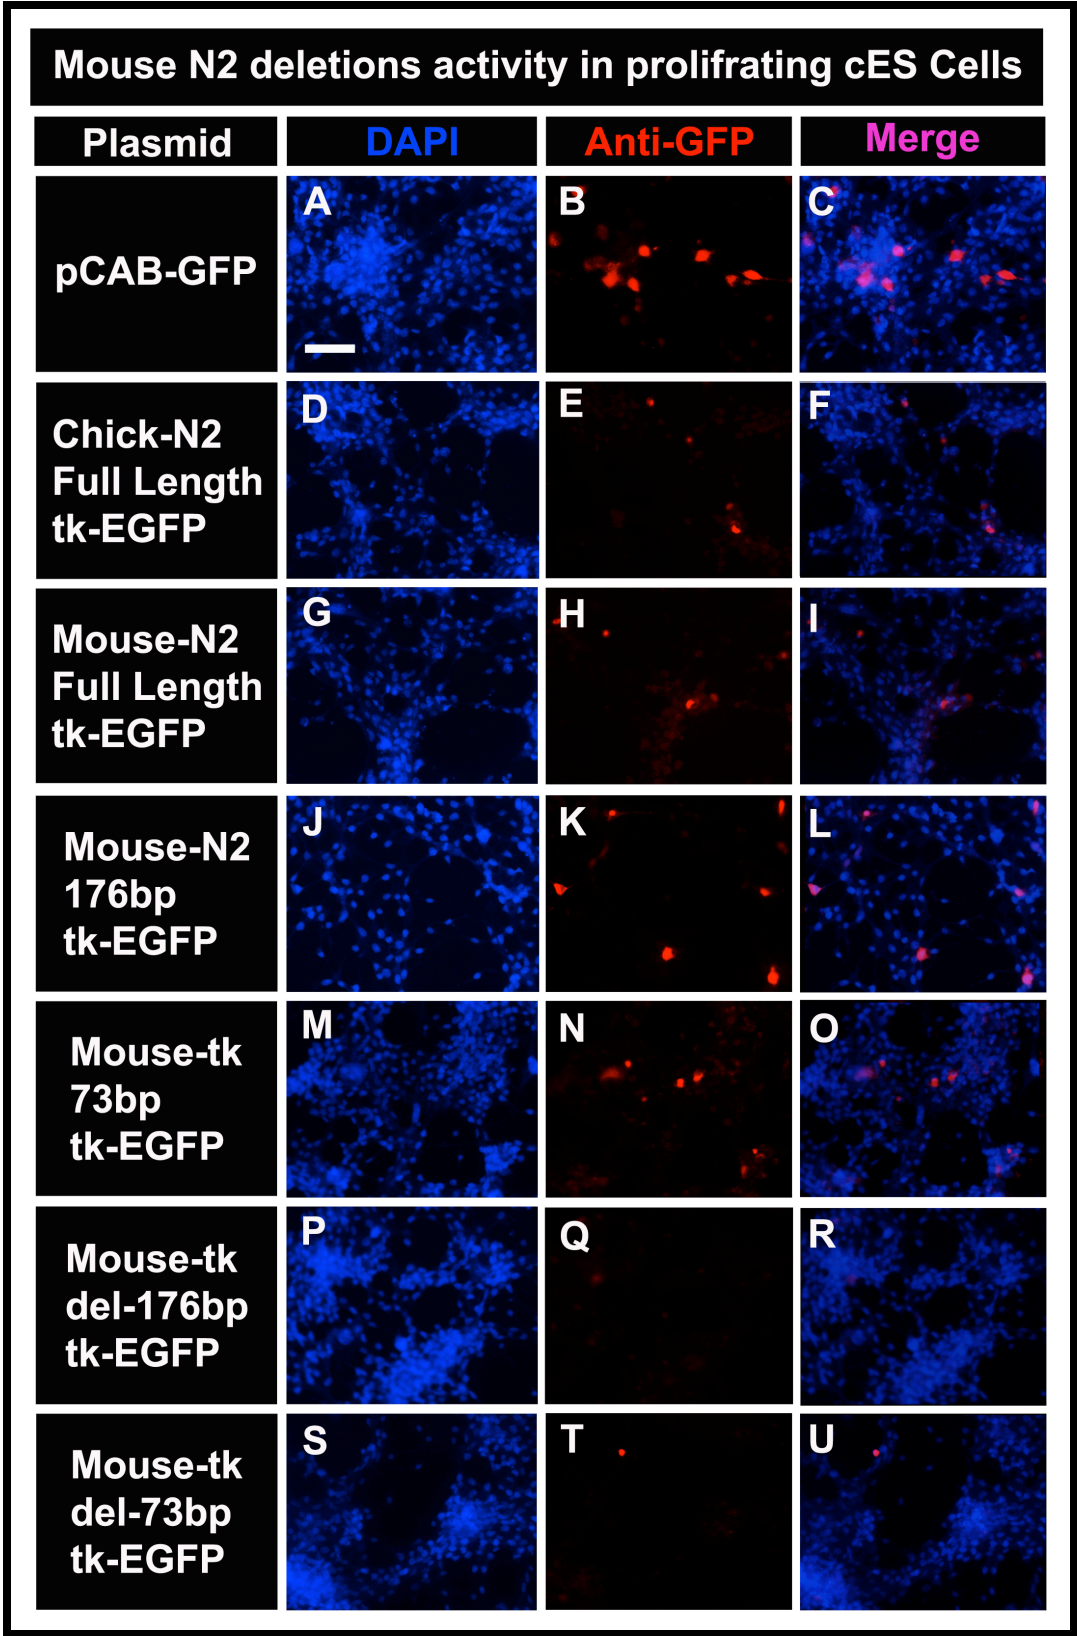 Mouse N2 deletions activity in prolifrating cES Cells
Plasmid DAPI Anti-GFP Merge
pCAB-GFP
A B C
Chick-N2
Full Length
tk-EGFP
D E F
Mouse-N2
Full Length
tk-EGFP
G H I
Mouse-N2
176bp
tk-EGFP
J K L
Mouse-tk
73bp
tk-EGFP
M N O
Mouse-tk
del-176bp
tk-EGFP
P Q R
Mouse-tk
del-73bp
tk-EGFP
S T U